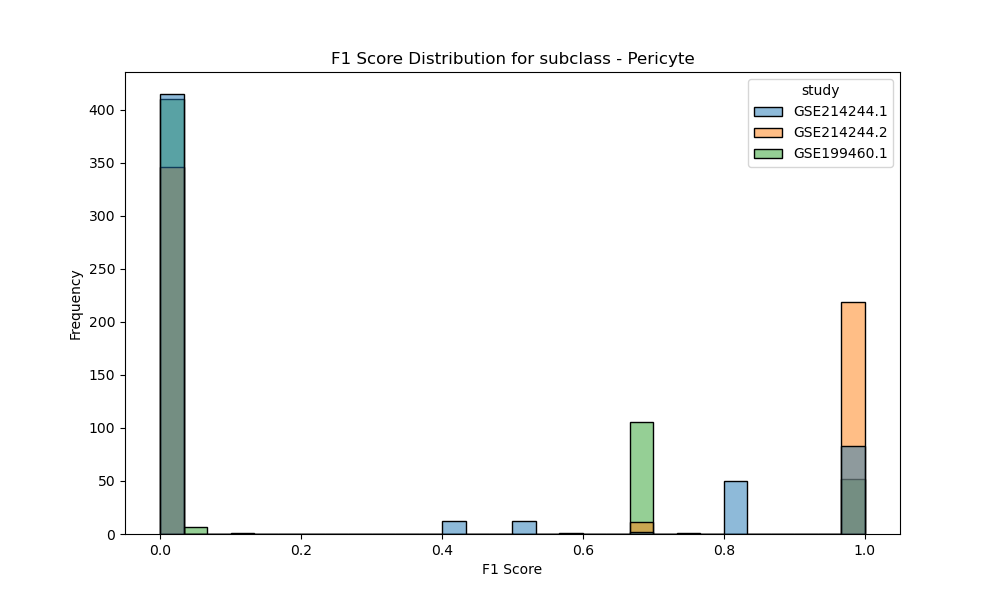 F1 Score Distribution for subclass - Pericyte
study
GSE214244.1
GSE214244.2
GSE199460.1
Frequency
400
350
300
250
200
150
100
50
0
0.0 0.2 0.4 0.6 0.8 1.0
F1 Score